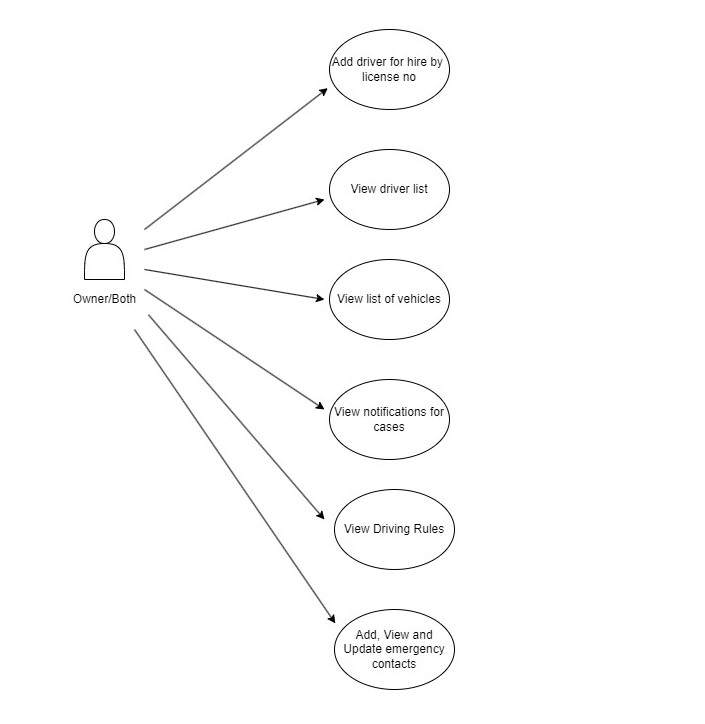 Add driver for hire by
license no
View driver list
Owner/Both
View list of vehicles
View notifications for
cases
View Driving Rules
Add, View and
Update emergency
contacts